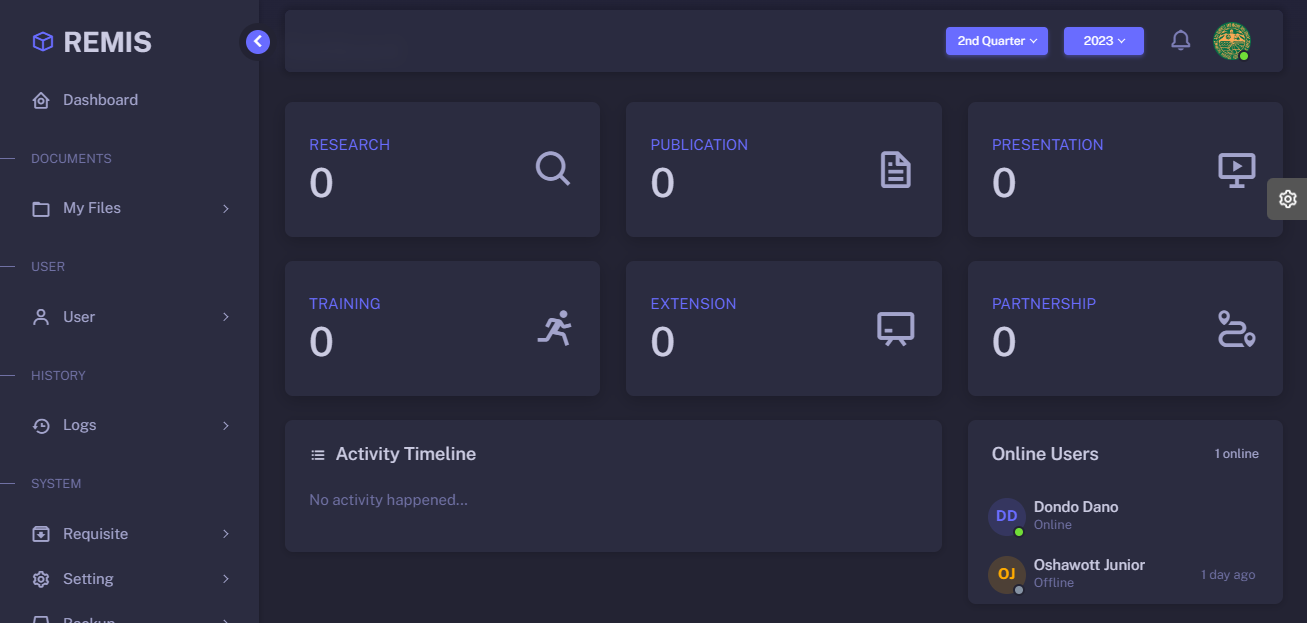 REMIS
Dashboard
DOCUMENTS
My Files
USER
User
HISTORY
Logs
SYSTEM
Requisite
Setting
Backup
2nd Quarter
2023
RESEARCH
0
PUBLICATION
0
PRESENTATION
0
TRAINING
0
EXTENSION
0
PARTNERSHIP
0
Activity Timeline
No activity happened...
Online Users
1 online
DD
Dondo Dano
Online
OJ
Oshawott Junior
Offline
1 day ago